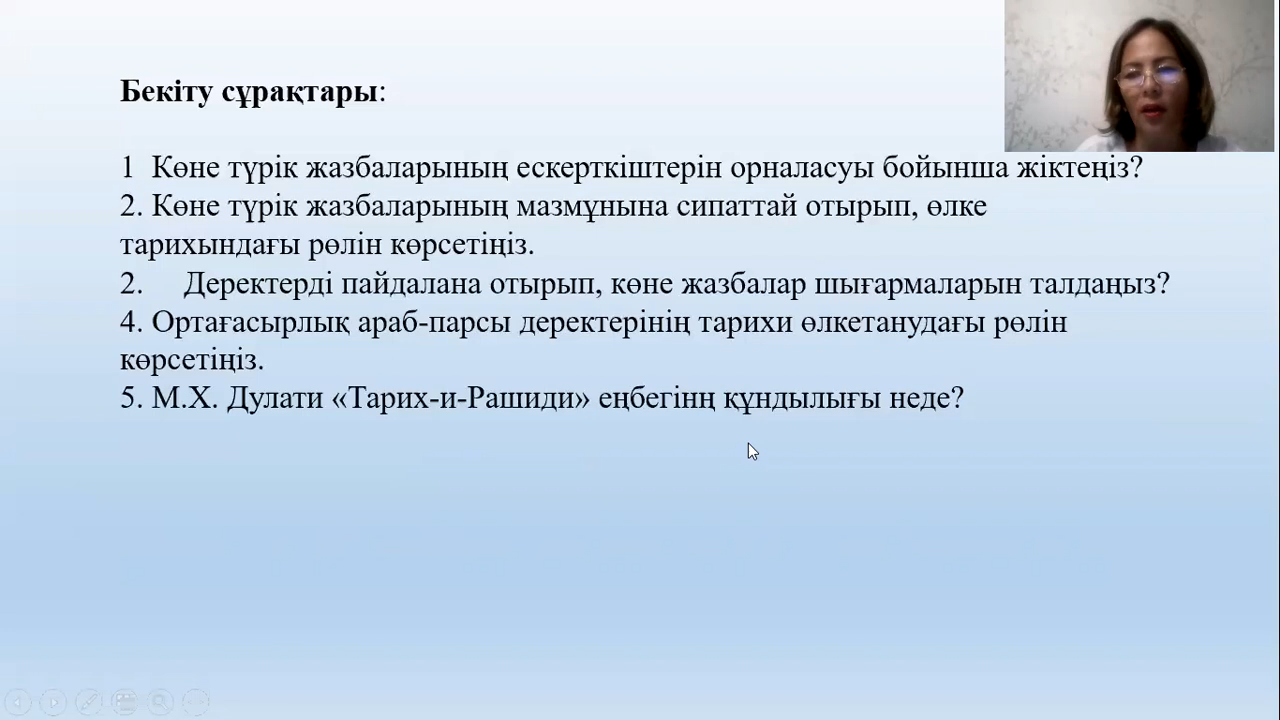 Бекіту сұрақтары:
1 Көне түрік жазбаларының ескерткіштерін орналасуы бойынша жіктеңіз?
2. Көне түрік жазбаларының мазмұнына сипаттай отырып, өлке
тарихындағы рөлін көрсетіңіз.
2. Деректерді пайдалана отырып, көне жазбалар шығармаларын талдаңыз?
4. Ортағасырлық араб-парсы деректерінің тарихи өлкетанудағы рөлін
көрсетіңіз.
5. М.Х. Дулати «Тарих-и-Рашиди» еңбегінң құндылығы неде?